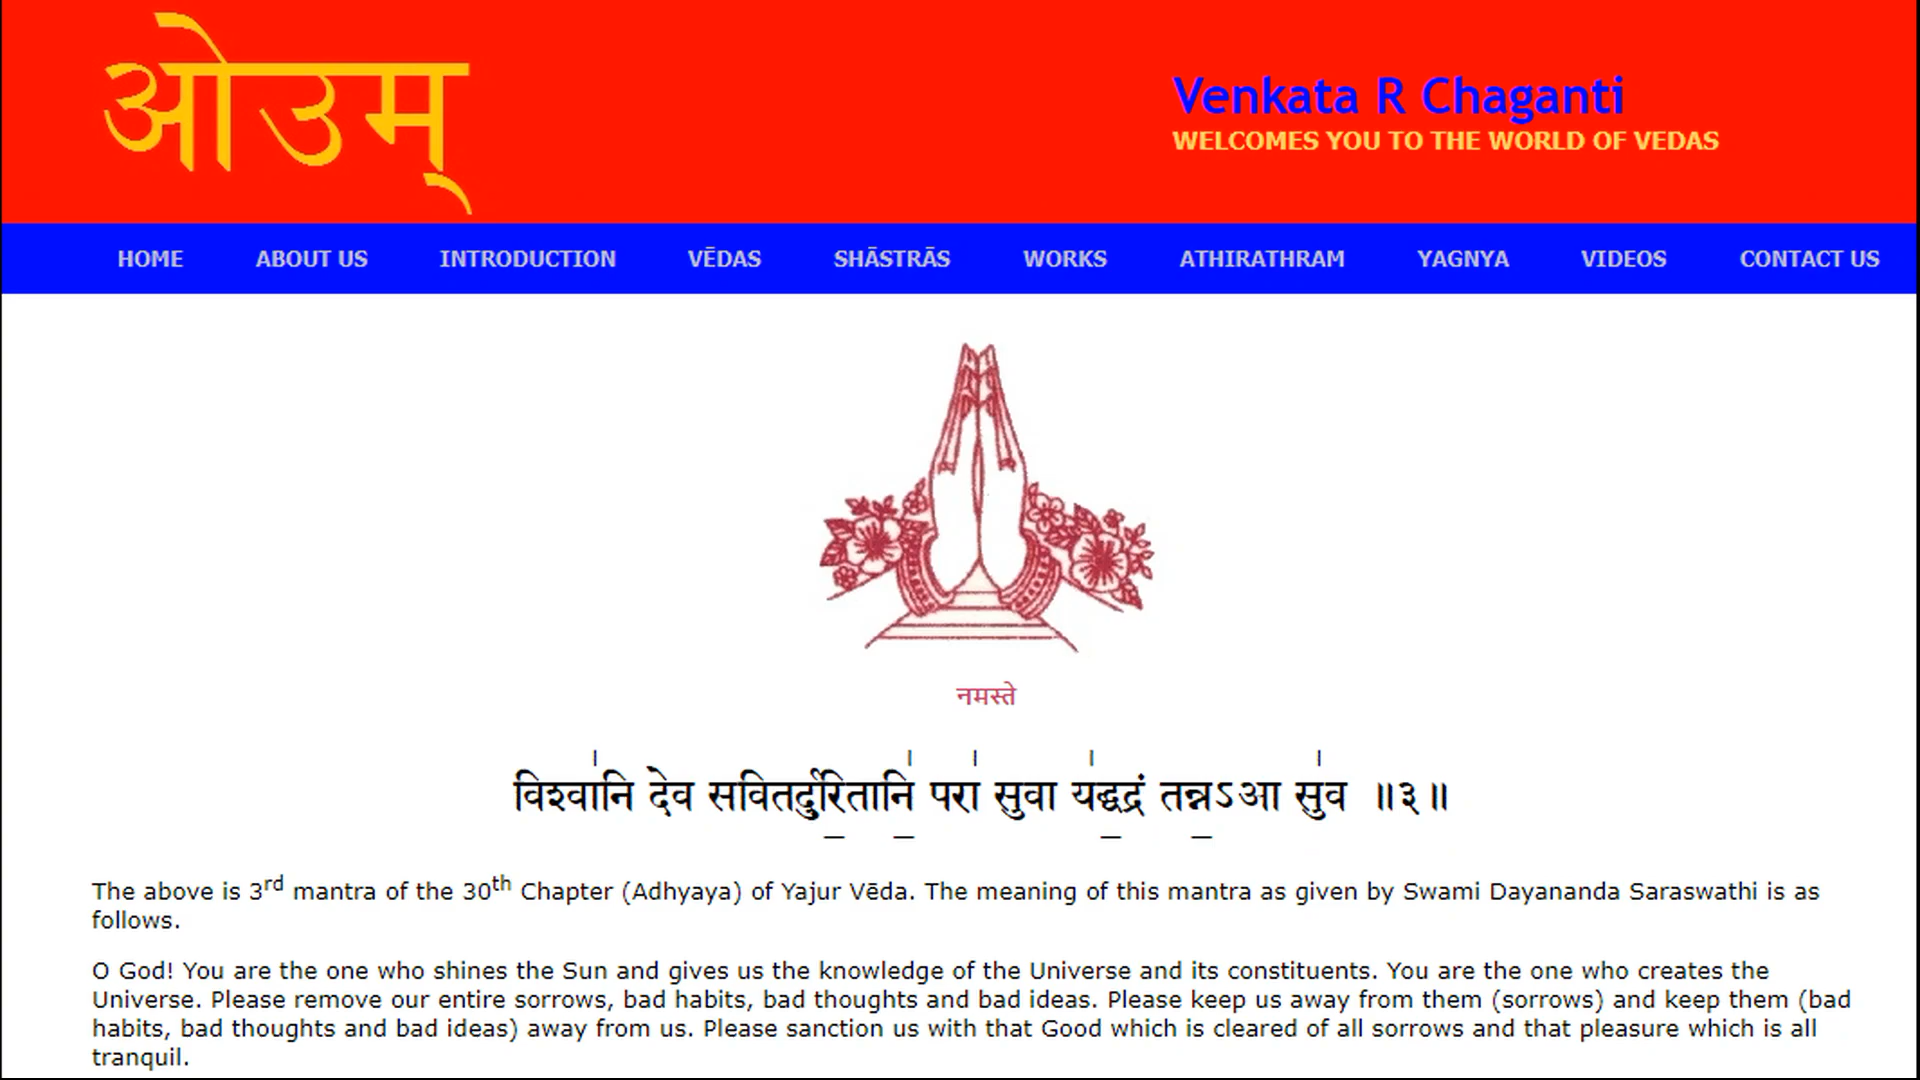 ओउम्
Venkata R Chaganti
WELCOMES YOU TO THE WORLD OF VEDAS
HOME ABOUT US INTRODUCTION VĒDAS SHĀSTRĀS WORKS ATHIRATHRAM YAGNYA VIDEOS CONTACT US
नमस्ते
विश्वा॑नि देव सवितर्दुरि॒तानि॒॑ परा॑ सुवा य॑द्भ॒द्रं तन्न॒ऽआ सु॑व ॥३॥
The above is 3rd mantra of the 30th Chapter (Adhyaya) of Yajur Vēda. The meaning of this mantra as given by Swami Dayananda Saraswathi is as
follows.
O God! You are the one who shines the Sun and gives us the knowledge of the Universe and its constituents. You are the one who creates the
Universe. Please remove our entire sorrows, bad habits, bad thoughts and bad ideas. Please keep us away from them (sorrows) and keep them (bad
habits, bad thoughts and bad ideas) away from us. Please sanction us with that Good which is cleared of all sorrows and that pleasure which is all
tranquil.